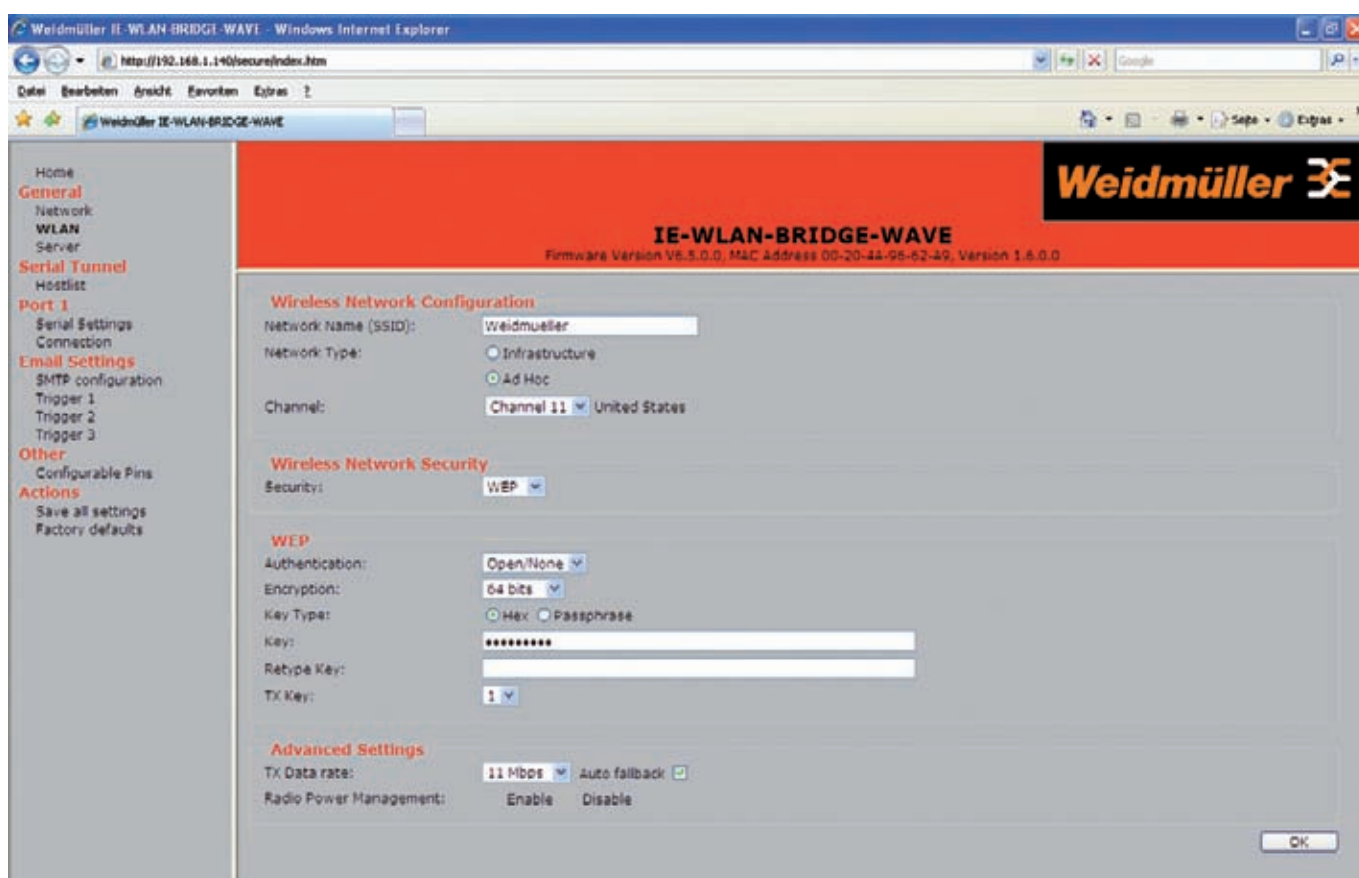 Weidmüller IE-WLAN-BRIDGE-WAVE - Windows Internet Explorer
http://192.168.1.140/secure/index.htm
Google
Datei Bearbeiten Ansicht Favoriten Extras ?
Weidmüller IE-WLAN-BRIDGE-WAVE
Seite
Extras
Home
General
Network
WLAN
Server
Serial Tunnel
Hostlist
Port 1
Serial Settings
Connection
Email Settings
SMTP configuration
Trigger 1
Trigger 2
Trigger 3
Other
Configurable Pins
Actions
Save all settings
Factory defaults
Weidmüller
IE-WLAN-BRIDGE-WAVE
Firmware Version V6.5.0.0, MAC Address 00-20-4A-96-62-A9, Version 1.6.0.0
Wireless Network Configuration
Network Name (SSID): Weidmueller
Network Type: Infrastructure
Ad Hoc
Channel: Channel 11 United States
Wireless Network Security
Security: WEP
WEP
Authentication: Open/None
Encryption: 64 bits
Key Type: Hex Passphrase
Key: •••••••••
Retype Key:
TX Key: 1
Advanced Settings
TX Data rate: 11 Mbps Auto fallback
Radio Power Management: Enable Disable
OK